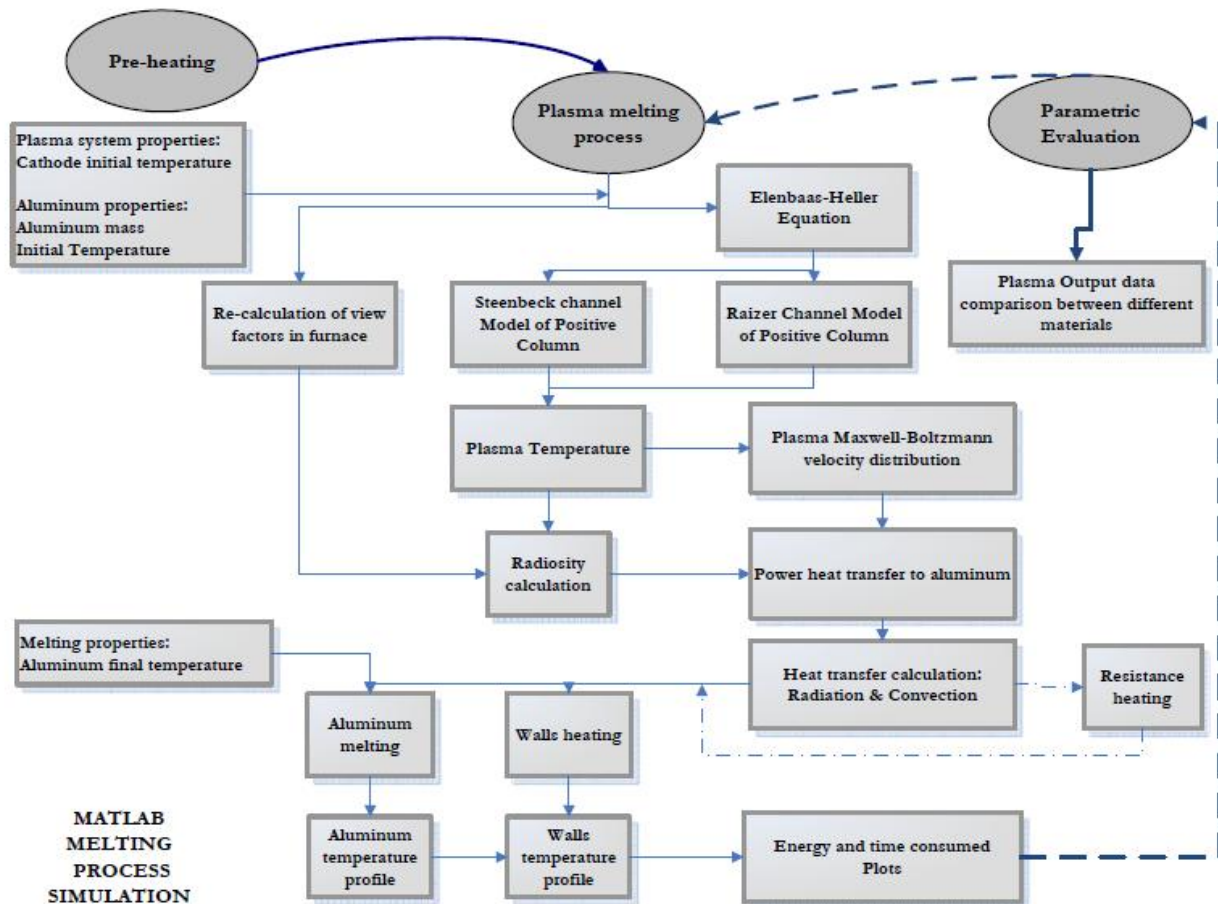 Pre-heating
Plasma melting
process
Parametric
Evaluation
Plasma system properties:
Cathode initial temperature
Aluminum properties:
Aluminum mass
Initial Temperature
Elenbaas-Heller
Equation
Re-calculation of view
factors in furnace
Steenbeck channel
Model of Positive
Column
Raizer Channel Model
of Positive Column
Plasma Output data
comparison between different
materials
Plasma Temperature
Plasma Maxwell-Boltzmann
velocity distribution
Radiosity
calculation
Power heat transfer to aluminum
Melting properties:
Aluminum final temperature
Heat transfer calculation:
Radiation & Convection
Resistance
heating
Aluminum
melting
Walls heating
MATLAB
MELTING
PROCESS
SIMULATION
Aluminum
temperature
profile
Walls
temperature
profile
Energy and time consumed
Plots